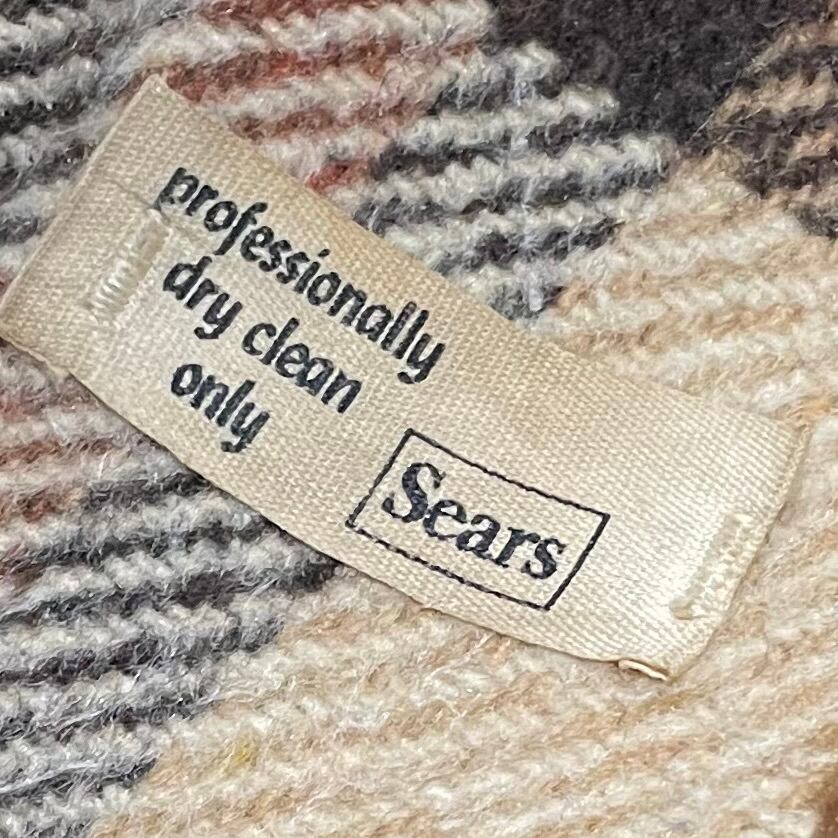 professionally
dry clean
only
Sears